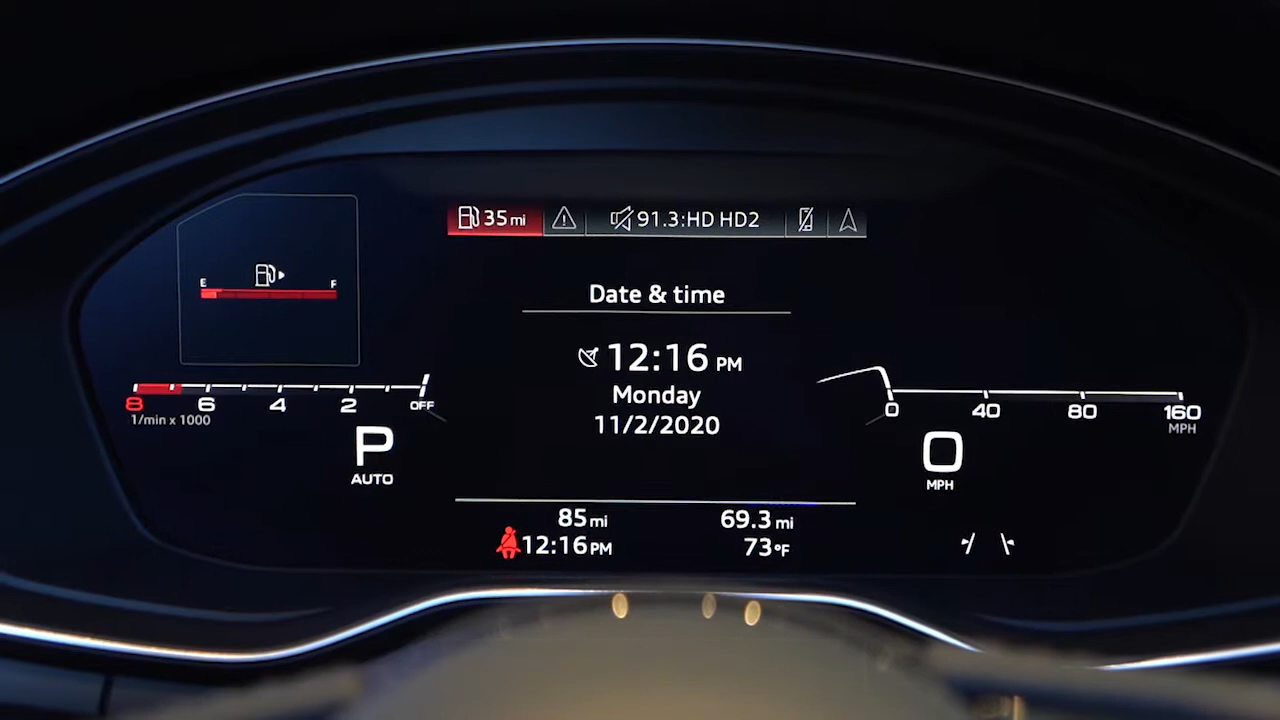 35 mi 91.3:HD HD2
E F
Date & time
12:16 PM
Monday
11/2/2020
8 6 4 2 OFF
1/min x 1000
0 40 80 160
MPH
P
AUTO
0
MPH
85 mi 69.3 mi
12:16 PM 73°F